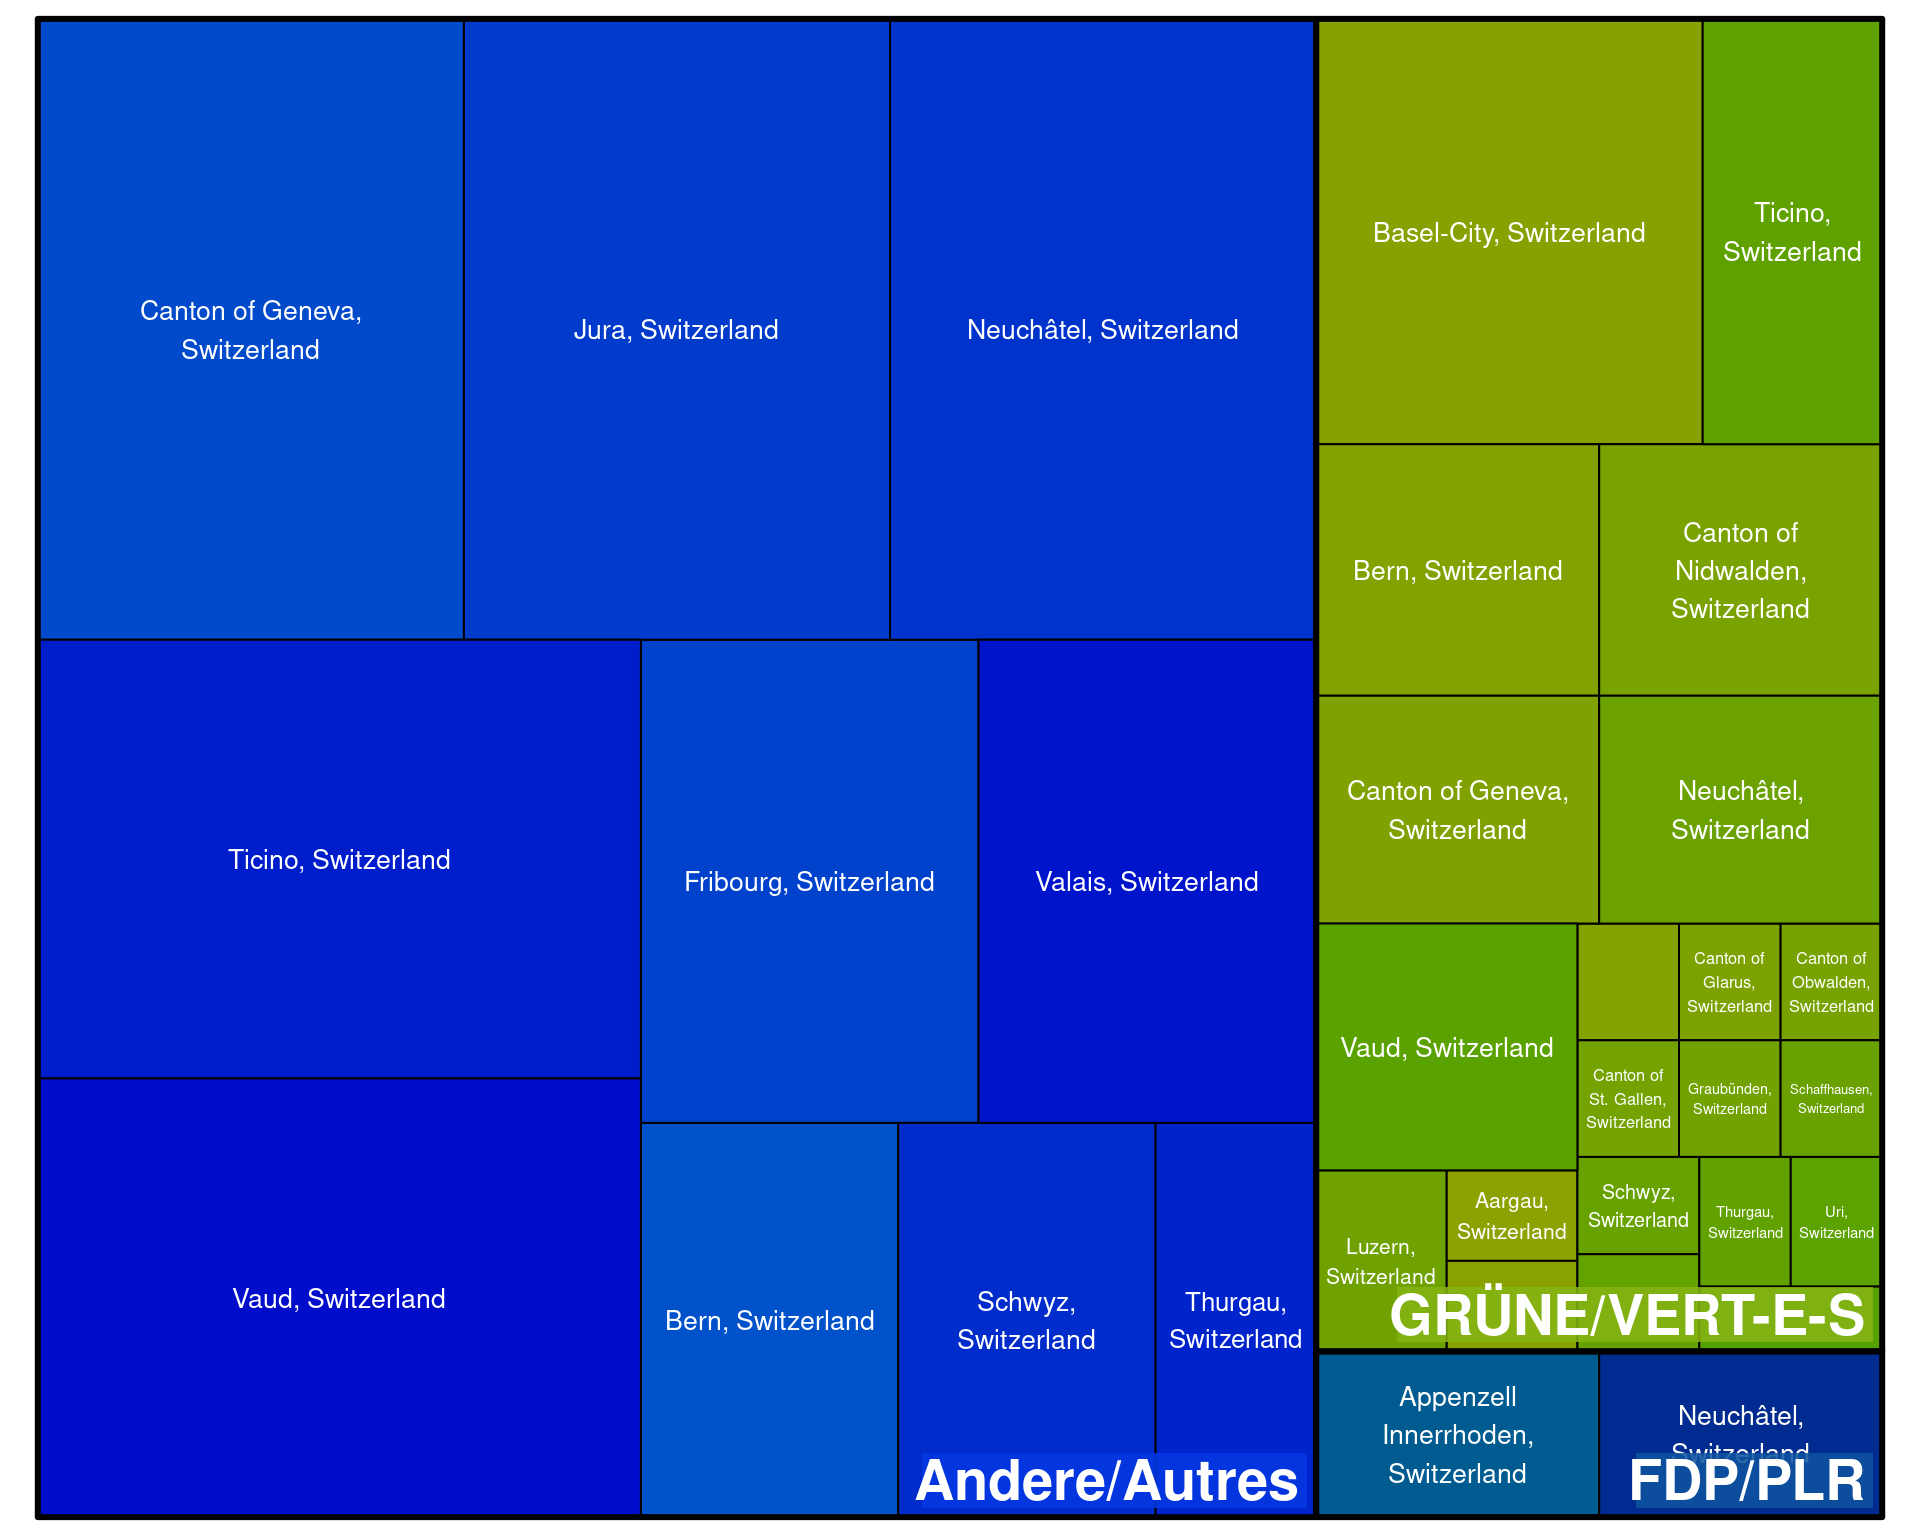 Canton of Geneva,
Switzerland
Jura, Switzerland
Neuchâtel, Switzerland
Ticino, Switzerland
Fribourg, Switzerland
Valais, Switzerland
Vaud, Switzerland
Bern, Switzerland
Schwyz,
Switzerland
Thurgau,
Switzerland
Andere/Autres
Basel-City, Switzerland
Ticino,
Switzerland
Bern, Switzerland
Canton of
Nidwalden,
Switzerland
Canton of Geneva,
Switzerland
Neuchâtel,
Switzerland
Vaud, Switzerland
Canton of
Glarus,
Switzerland
Canton of
Obwalden,
Switzerland
Canton of
St. Gallen,
Switzerland
Graubünden,
Switzerland
Schaffhausen,
Switzerland
Luzern,
Switzerland
Aargau,
Switzerland
Schwyz,
Switzerland
Thurgau,
Switzerland
Uri,
Switzerland
GRÜNE/VERT-E-S
Appenzell
Innerrhoden,
Switzerland
Neuchâtel,
Switzerland
FDP/PLR